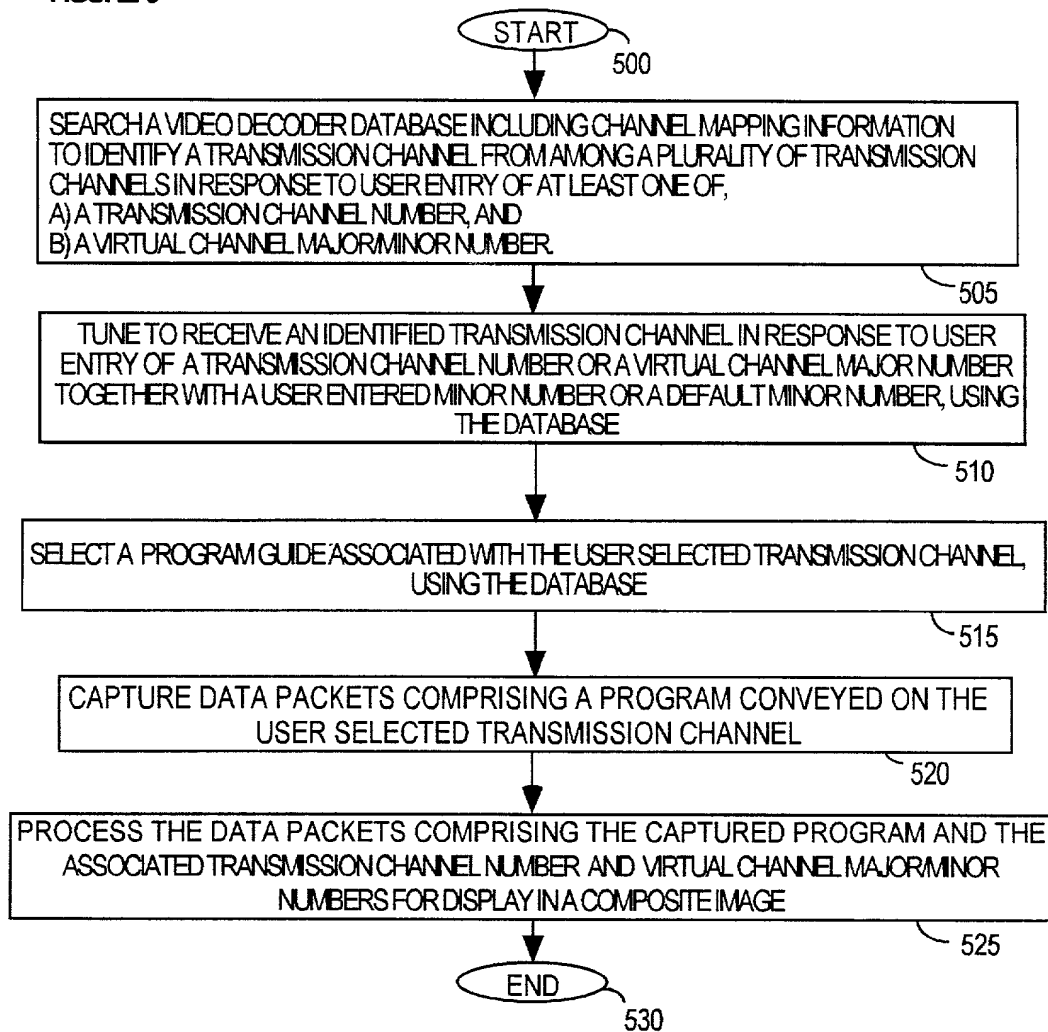 START
500
SEARCH A VIDEO DECODER DATABASE INCLUDING CHANNEL MAPPING INFORMATION
TO IDENTIFY A TRANSMISSION CHANNEL FROM AMONG A PLURALITY OF TRANSMISSION
CHANNELS IN RESPONSE TO USER ENTRY OF AT LEAST ONE OF,
A) A TRANSMISSION CHANNEL NUMBER, AND
B) A VIRTUAL CHANNEL MAJOR/MINOR NUMBER.
505
TUNE TO RECEIVE AN IDENTIFIED TRANSMISSION CHANNEL IN RESPONSE TO USER
ENTRY OF A TRANSMISSION CHANNEL NUMBER OR A VIRTUAL CHANNEL MAJOR NUMBER
TOGETHER WITH A USER ENTERED MINOR NUMBER OR A DEFAULT MINOR NUMBER, USING
THE DATABASE
510
SELECT A PROGRAM GUIDE ASSOCIATED WITH THE USER SELECTED TRANSMISSION CHANNEL,
USING THE DATABASE
515
CAPTURE DATA PACKETS COMPRISING A PROGRAM CONVEYED ON THE
USER SELECTED TRANSMISSION CHANNEL
520
PROCESS THE DATA PACKETS COMPRISING THE CAPTURED PROGRAM AND THE
ASSOCIATED TRANSMISSION CHANNEL NUMBER AND VIRTUAL CHANNEL MAJOR/MINOR
NUMBERS FOR DISPLAY IN A COMPOSITE IMAGE
525
END
530